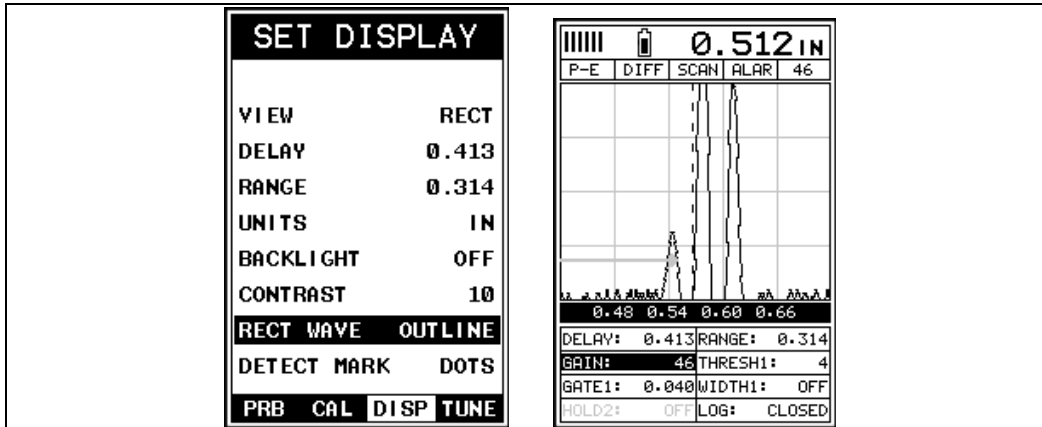 SET DISPLAY
VIEW RECT
DELAY 0.413
RANGE 0.314
UNITS IN
BACKLIGHT OFF
CONTRAST 10
RECT WAVE OUTLINE
DETECT MARK DOTS
PRB CAL DISP TUNE
0.512 IN
P-E DIFF SCAN ALAR 46
0.48 0.54 0.60 0.66
DELAY: 0.413 RANGE: 0.314
GAIN: 46 THRESH1: 4
GATE1: 0.040 WIDTH1: OFF
HOLD2: OFF LOG: CLOSED